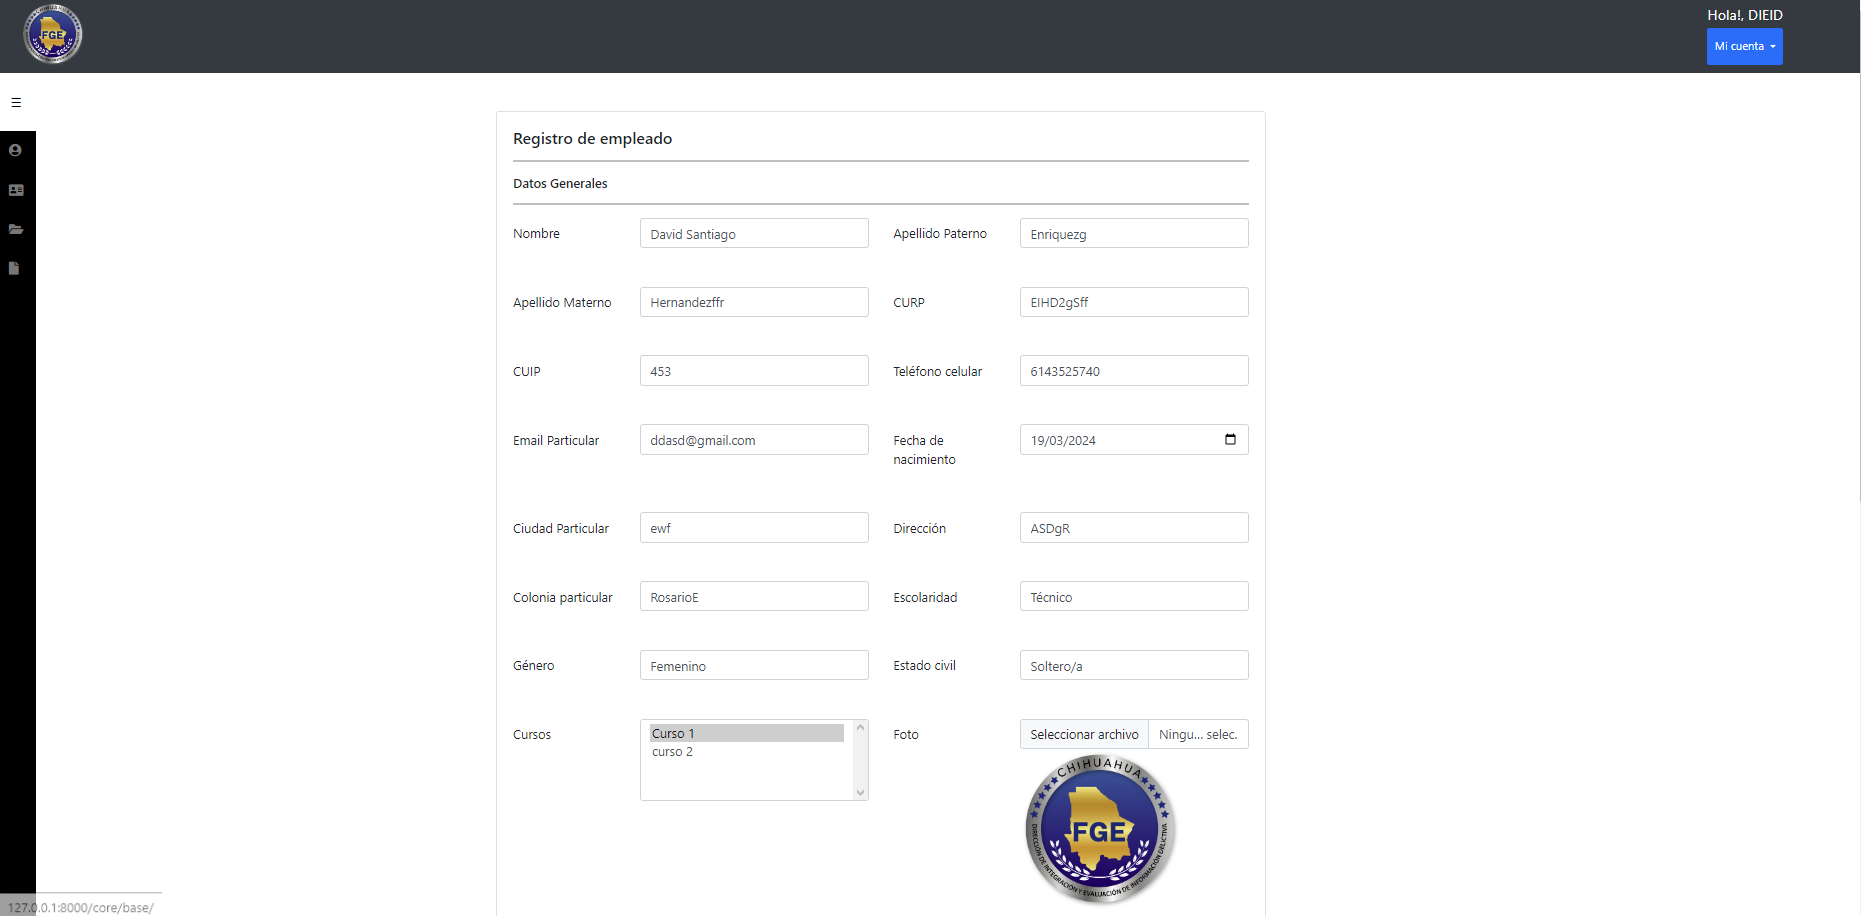 CHIHUAHUA
FGE
Hola!, DIEID
Mi cuenta
Registro de empleado
Datos Generales
Nombre
David Santiago
Apellido Paterno
Enriquezg
Apellido Materno
Hernandezffr
CURP
EIHD2gSff
CUIP
453
Teléfono celular
6143525740
Email Particular
ddasd@gmail.com
Fecha de
nacimiento
19/03/2024
Ciudad Particular
ewf
Dirección
ASDgR
Colonia particular
RosarioE
Escolaridad
Técnico
Género
Femenino
Estado civil
Soltero/a
Cursos
Curso 1
curso 2
Foto
Seleccionar archivo
Ningu... selec.
CHIHUAHUA
FGE
DIRECCIÓN DE INTEGRACIÓN Y EVALUACIÓN DE INFORMACIÓN DELICTIVA
127.0.0.1:8000/core/base/